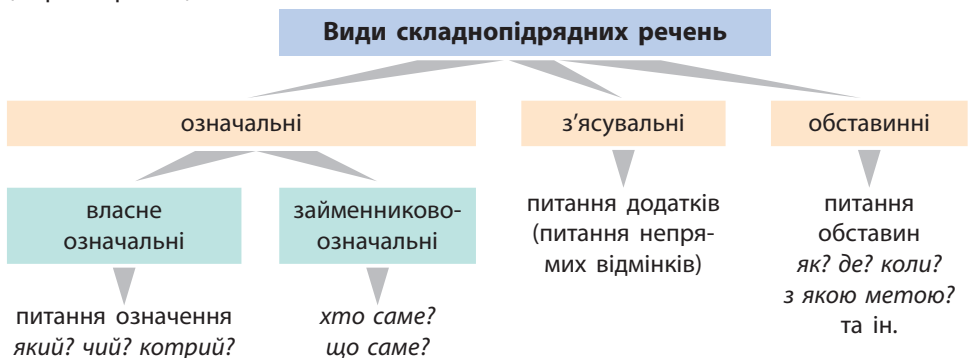 Види складнопідрядних речень
означальні
з'ясувальні
обставинні
власне
означальні
займенниково-
означальні
питання додатків
(питання непря-
мих відмінків)
питання
обставин
як? де? коли?
з якою метою?
та ін.
питання означення
який? чий? котрий?
хто саме?
що саме?